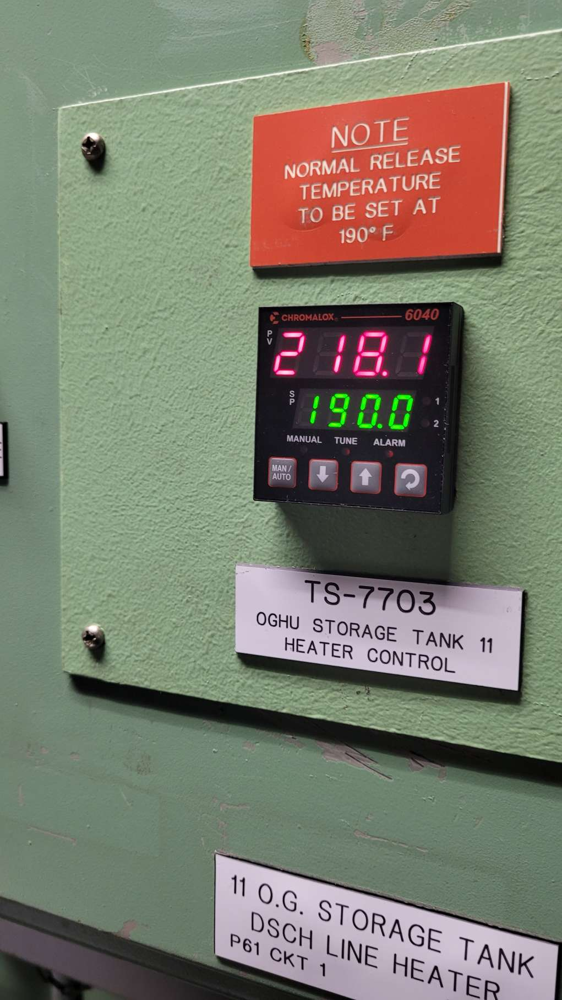 NOTE
NORMAL RELEASE
TEMPERATURE
TO BE SET AT
190° F
CHROMALOX 6040
PV
218.1
SP
190.0
1
2
MANUAL TUNE ALARM
MAN /
AUTO
TS-7703
OGHU STORAGE TANK 11
HEATER CONTROL
11 O.G. STORAGE TANK
DSCH LINE HEATER
P61 CKT 1